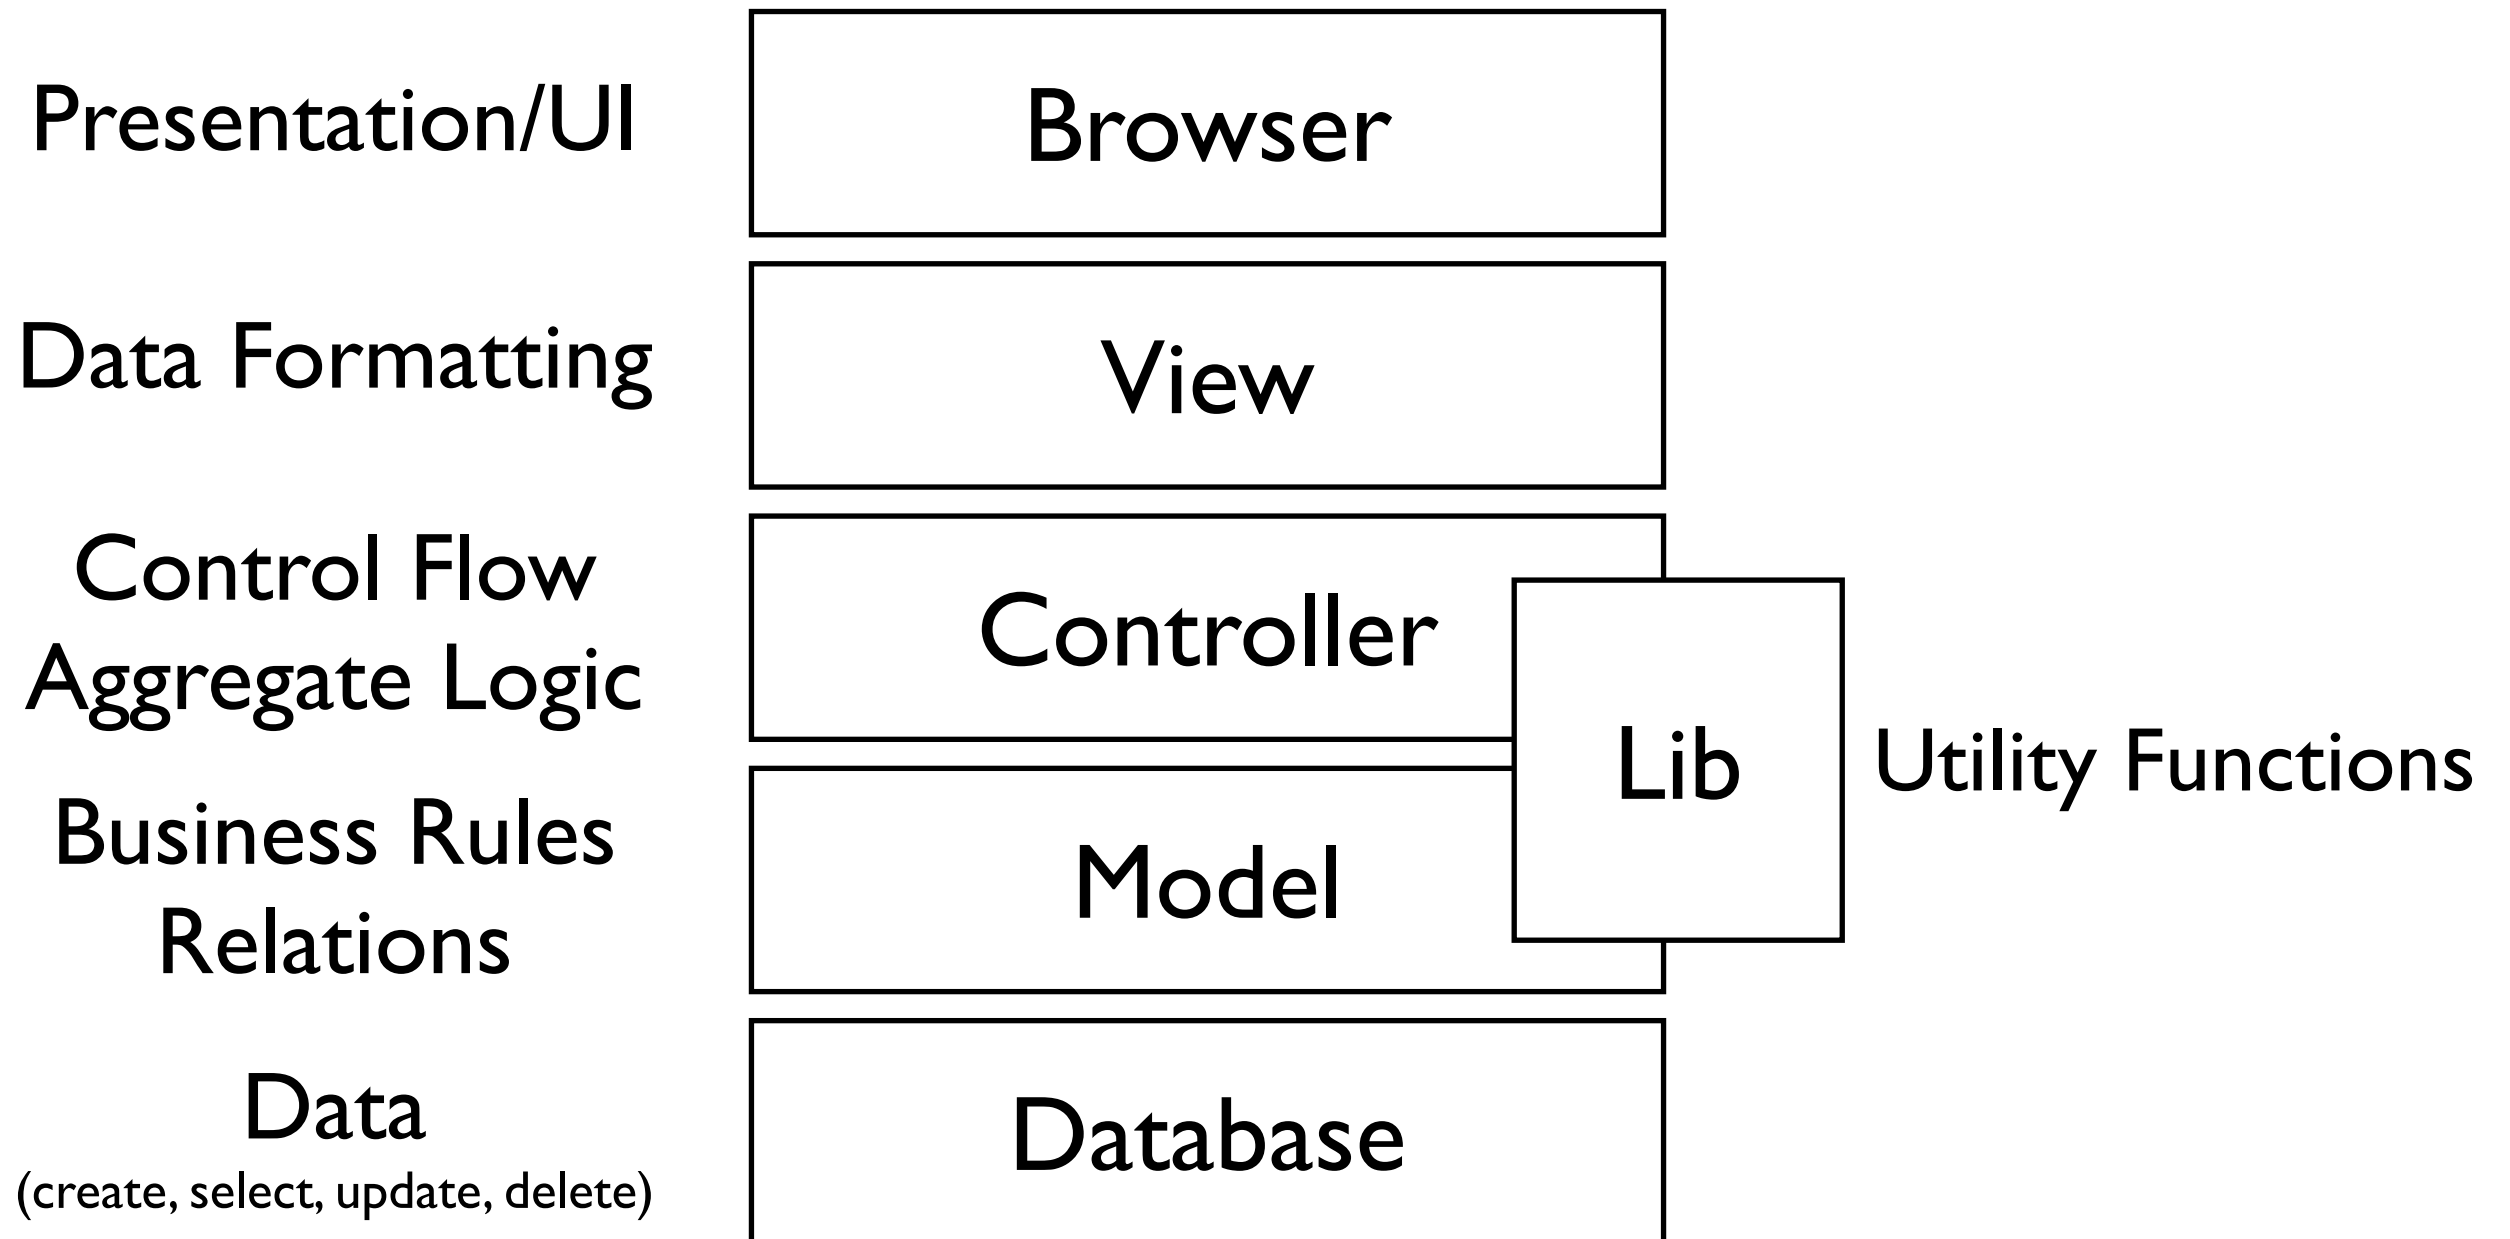 Presentation/UI
Browser
Data Formatting
View
Control Flow
Aggregate Logic
Controller
Lib
Utility Functions
Business Rules
Relations
Model
Data
(create, select, update, delete)
Database